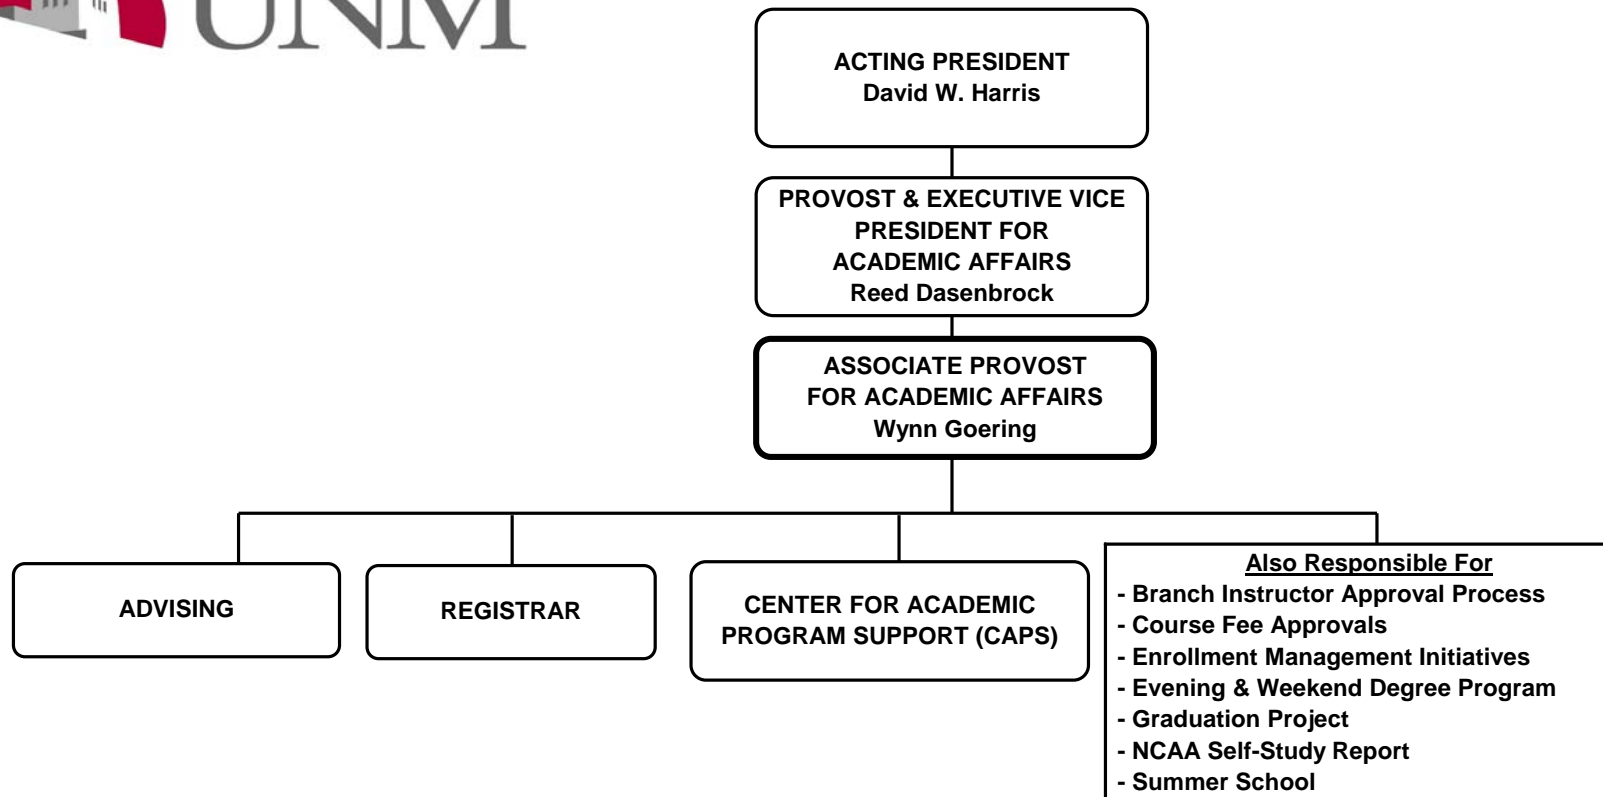 UNM
ACTING PRESIDENT
David W. Harris
PROVOST & EXECUTIVE VICE
PRESIDENT FOR
ACADEMIC AFFAIRS
Reed Dasenbrock
ASSOCIATE PROVOST
FOR ACADEMIC AFFAIRS
Wynn Goering
ADVISING
REGISTRAR
CENTER FOR ACADEMIC
PROGRAM SUPPORT (CAPS)
Also Responsible For
- Branch Instructor Approval Process
- Course Fee Approvals
- Enrollment Management Initiatives
- Evening & Weekend Degree Program
- Graduation Project
- NCAA Self-Study Report
- Summer School